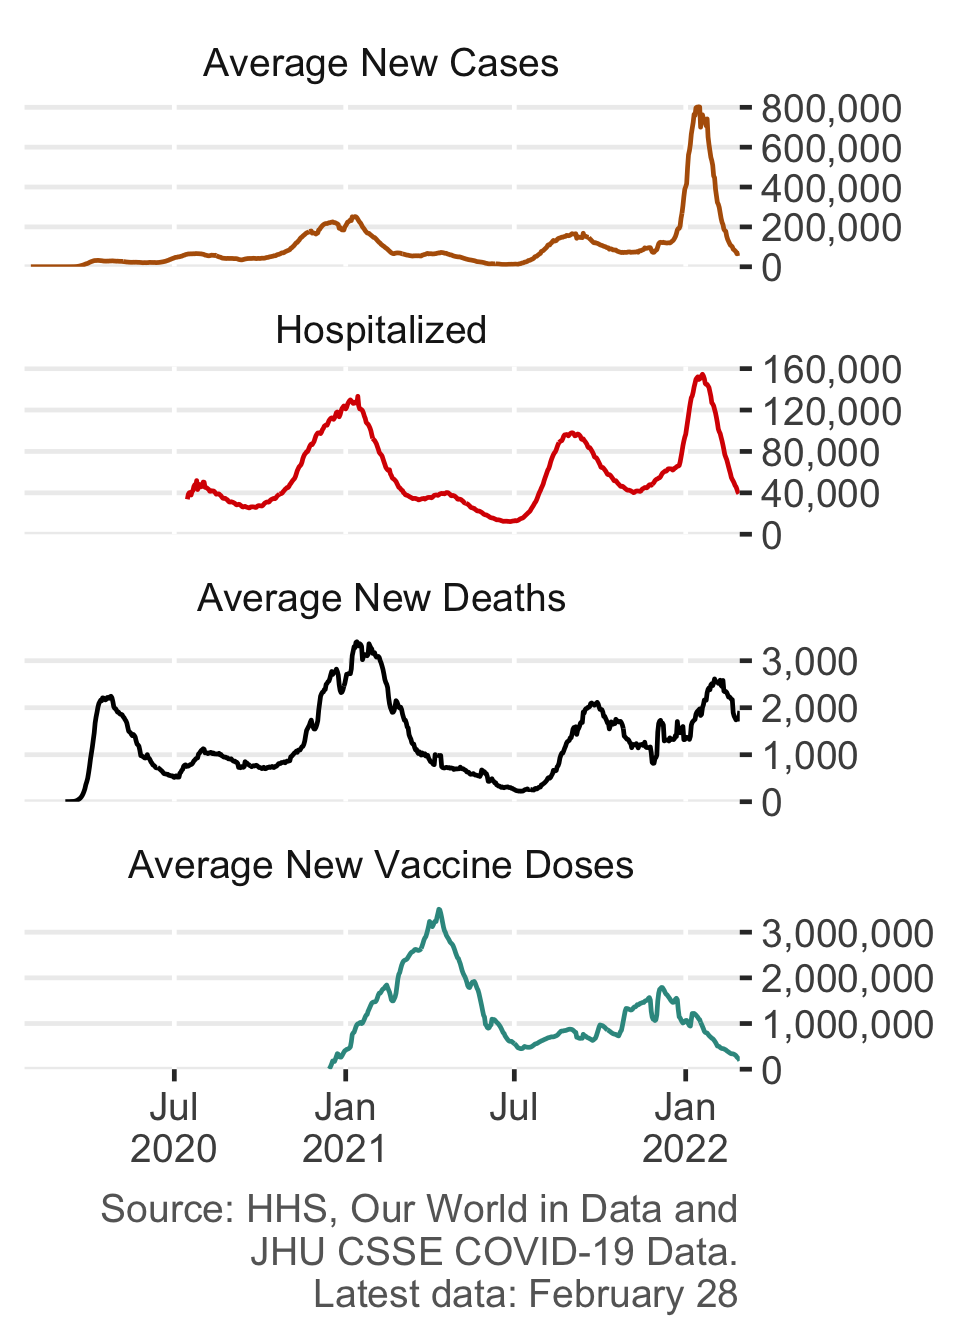 Average New Cases
800,000
600,000
400,000
200,000
0
Hospitalized
160,000
120,000
80,000
40,000
0
Average New Deaths
3,000
2,000
1,000
0
Average New Vaccine Doses
3,000,000
2,000,000
1,000,000
0
Jul Jan Jul Jan
2020 2021 2022
Source: HHS, Our World in Data and
JHU CSSE COVID-19 Data.
Latest data: February 28